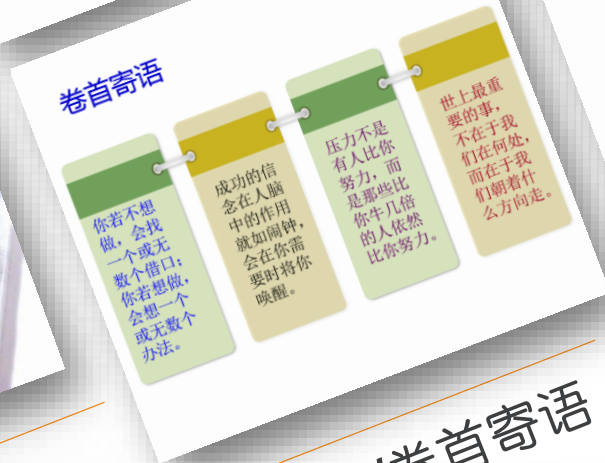 卷首寄语
你若不想
做，会找
一个或无
数个借口；
你若想做，
会想一个
或无数个
办法。
成功的信
念在人脑
中的作用
就如闹钟，
会在你需
要时将你
唤醒。
压力不是
有人比你
努力，而
是那些比
你牛几倍
的人依然
比你努力。
世上最重
要的事，
不在于我
们在何处，
而在于我
们朝着什
么方向走。
卷首寄语